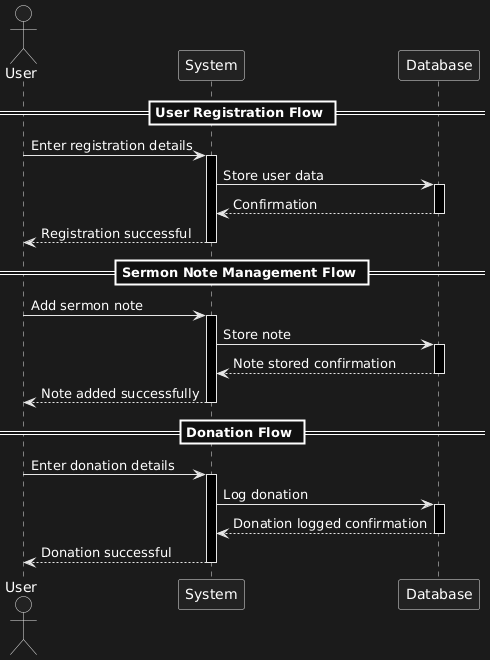 User
System
Database
User Registration Flow
Enter registration details
Store user data
Confirmation
Registration successful
Sermon Note Management Flow
Add sermon note
Store note
Note stored confirmation
Note added successfully
Donation Flow
Enter donation details
Log donation
Donation logged confirmation
Donation successful
User
System
Database